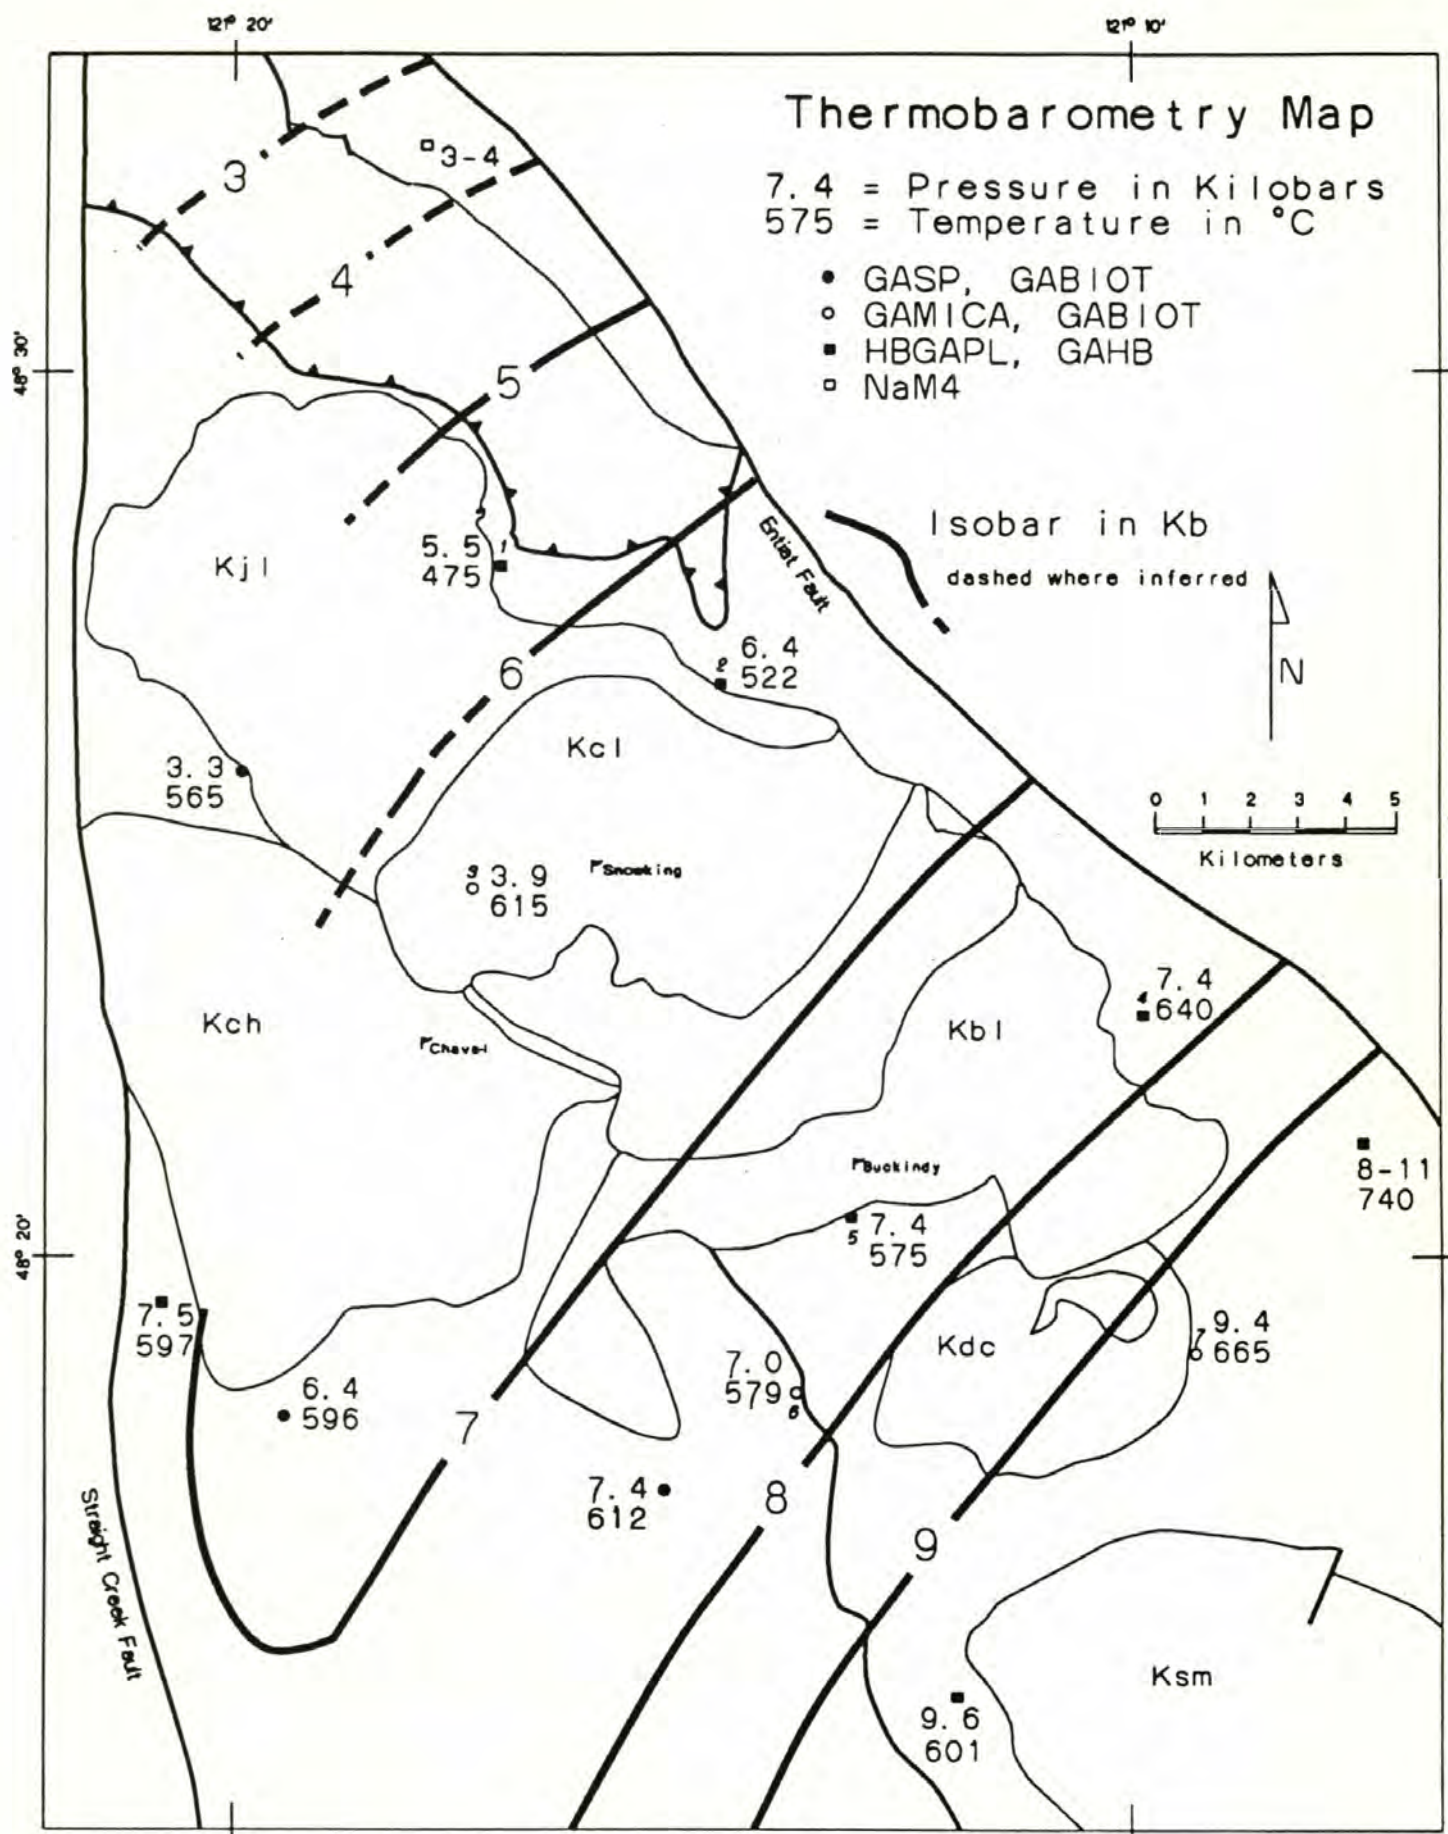 121° 20'
121° 10'
Thermobarometry Map
7.4 = Pressure in Kilobars
575 = Temperature in °C
GASP, GABIOT
GAMICA, GABIOT
HBGAPL, GAHB
NaM4
3
3-4
4
48° 30'
5
Isobar in Kb
dashed where inferred
Entiat Fault
N
Kjl
5.5
475
1
6
2
6.4
522
Kcl
3.3
565
0 1 2 3 4 5
Kilometers
Snowking
9
3.9
615
Kch
Chaval
Kbl
7.4
4
640
Buckindy
8-11
740
48° 20'
5
7.4
575
7.5
597
Kdc
7
9.4
665
6.4
596
7.0
579
6
7
7.4
612
8
9
Straight Creek Fault
Ksm
9.6
601